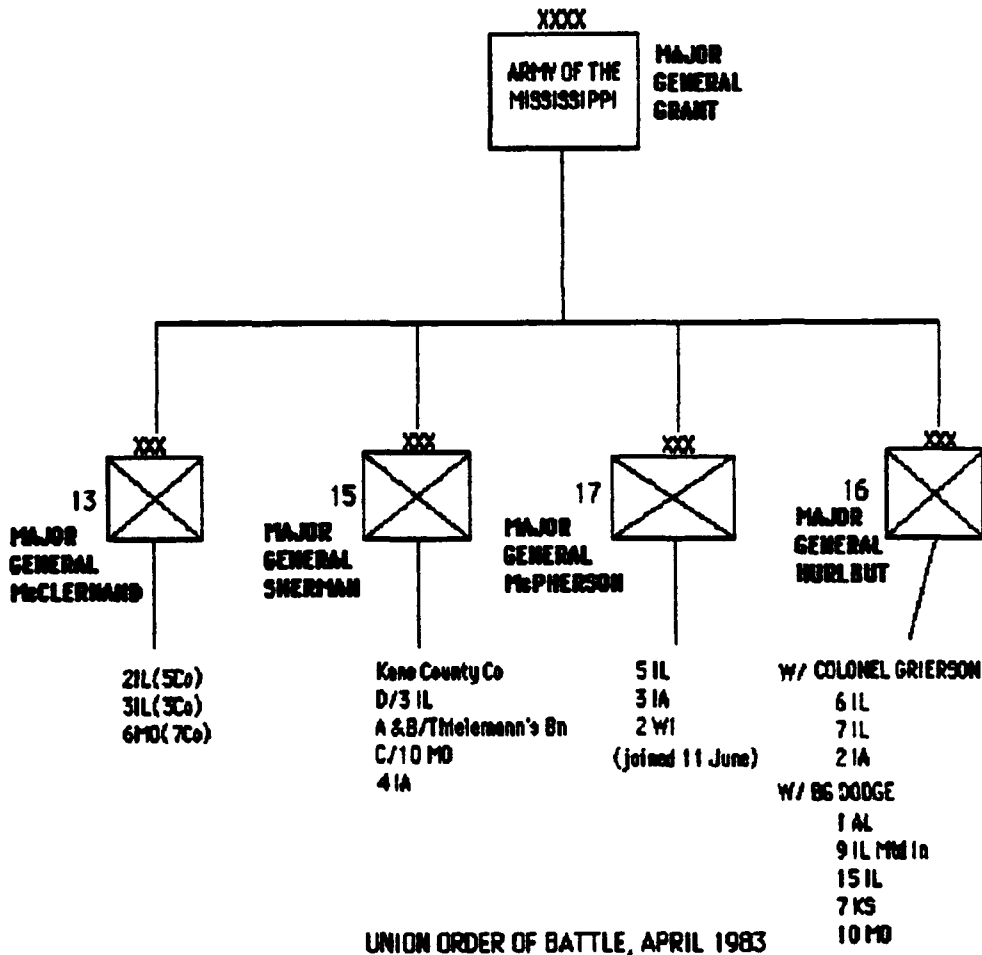 XXXX
ARMY OF THE
MISSISSIPPI
MAJOR
GENERAL
GRANT
XXX
13
MAJOR
GENERAL
McCLERNAND
2IL(5Co)
3IL(3Co)
6MO(7Co)
XXX
15
MAJOR
GENERAL
SHERMAN
Kane County Co
D/3 IL
A &B/Thielemann's Bn
C/10 MO
4IA
XXX
17
MAJOR
GENERAL
McPHERSON
5 IL
3 IA
2 WI
(joined 11 June)
XXX
16
MAJOR
GENERAL
HURLBUT
W/ COLONEL GRIERSON
6 IL
7 IL
2 IA
W/ BG DODGE
1 AL
9 IL Mtd In
15 IL
7 KS
10 MO
UNION ORDER OF BATTLE, APRIL 1983